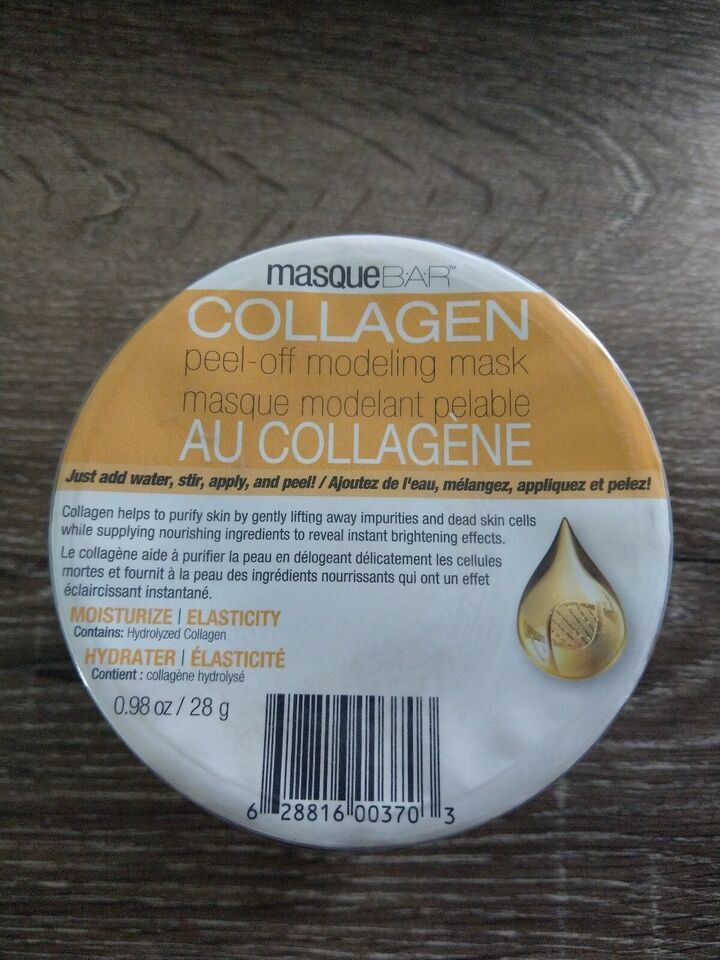 masqueBAR™
COLLAGEN
peel-off modeling mask
masque modelant pelable
AU COLLAGÈNE
Just add water, stir, apply, and peel! / Ajoutez de l'eau, mélangez, appliquez et pelez!
Collagen helps to purify skin by gently lifting away impurities and dead skin cells
while supplying nourishing ingredients to reveal instant brightening effects.
Le collagène aide à purifier la peau en délogeant délicatement les cellules
mortes et fournit à la peau des ingrédients nourrissants qui ont un effet
éclaircissant instantané.
MOISTURIZE | ELASTICITY
Contains: Hydrolyzed Collagen
HYDRATER | ÉLASTICITÉ
Contient : collagène hydrolysé
0.98 oz / 28 g
6 28816 00370 3